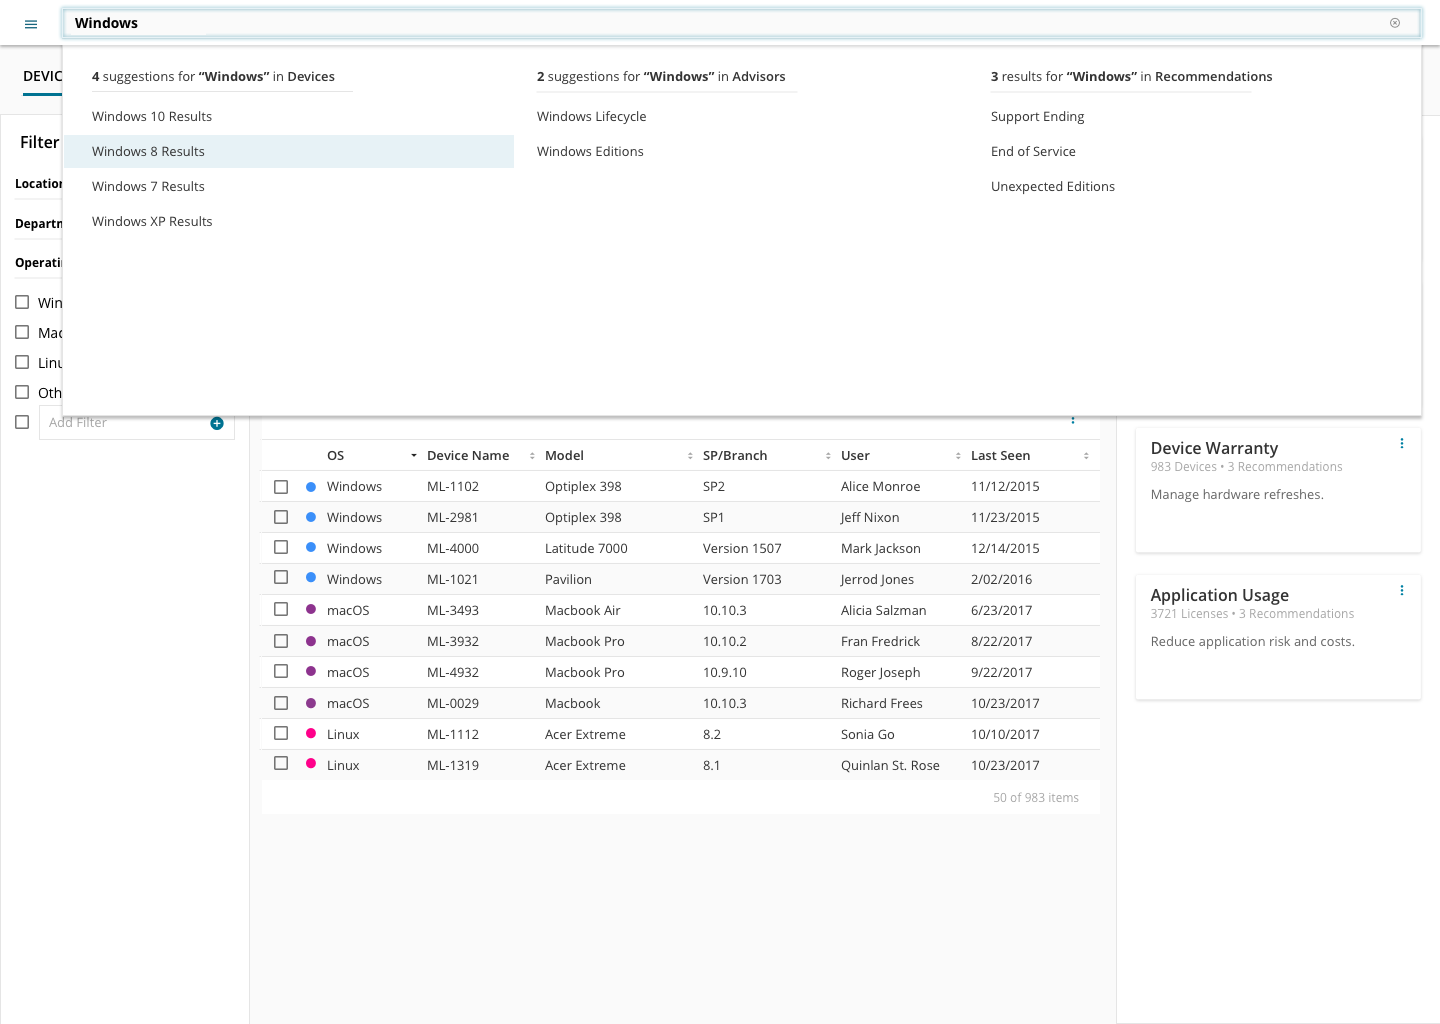 Windows
DEVIC
4 suggestions for “Windows” in Devices
Windows 10 Results
Windows 8 Results
Windows 7 Results
Windows XP Results
2 suggestions for “Windows” in Advisors
Windows Lifecycle
Windows Editions
3 results for “Windows” in Recommendations
Support Ending
End of Service
Unexpected Editions
Filter
Location
Departm
Operati
Win
Mac
Linu
Oth
Add Filter
OS Device Name Model SP/Branch User Last Seen
Windows ML-1102 Optiplex 398 SP2 Alice Monroe 11/12/2015
Windows ML-2981 Optiplex 398 SP1 Jeff Nixon 11/23/2015
Windows ML-4000 Latitude 7000 Version 1507 Mark Jackson 12/14/2015
Windows ML-1021 Pavilion Version 1703 Jerrod Jones 2/02/2016
macOS ML-3493 Macbook Air 10.10.3 Alicia Salzman 6/23/2017
macOS ML-3932 Macbook Pro 10.10.2 Fran Fredrick 8/22/2017
macOS ML-4932 Macbook Pro 10.9.10 Roger Joseph 9/22/2017
macOS ML-0029 Macbook 10.10.3 Richard Frees 10/23/2017
Linux ML-1112 Acer Extreme 8.2 Sonia Go 10/10/2017
Linux ML-1319 Acer Extreme 8.1 Quinlan St. Rose 10/23/2017
50 of 983 items
Device Warranty
983 Devices • 3 Recommendations
Manage hardware refreshes.
Application Usage
3721 Licenses • 3 Recommendations
Reduce application risk and costs.